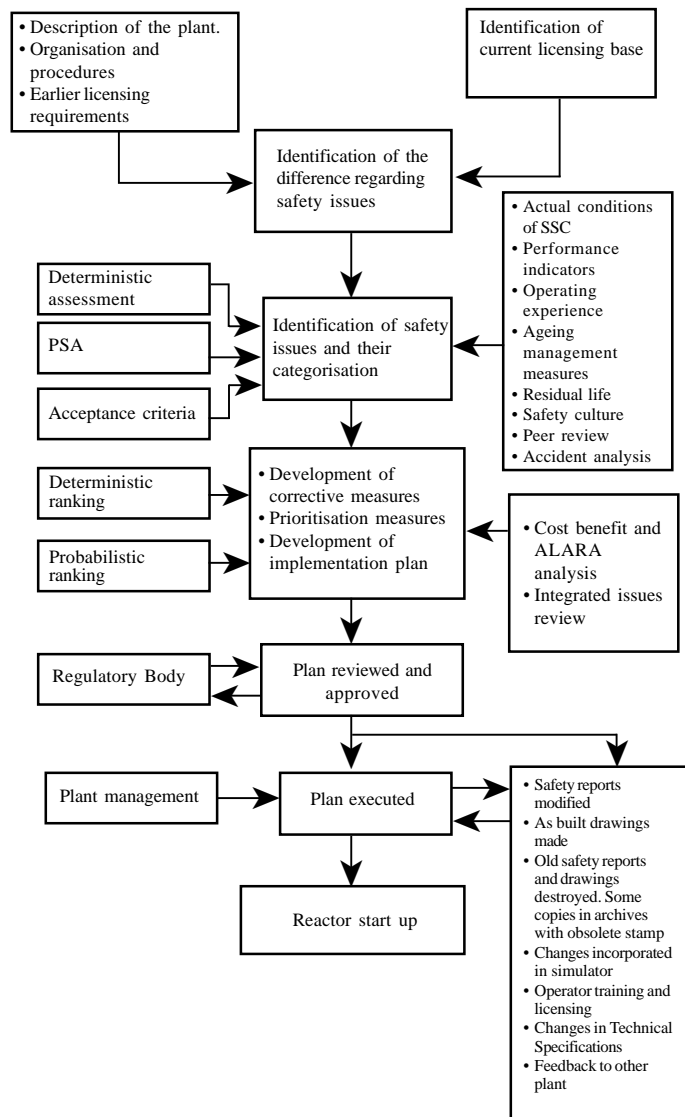 • Description of the plant.
• Organisation and
procedures
• Earlier licensing
requirements
Identification of
current licensing base
Identification of the
difference regarding
safety issues
• Actual conditions
of SSC
• Performance
indicators
• Operating
experience
• Ageing
management
measures
• Residual life
• Safety culture
• Peer review
• Accident analysis
Deterministic
assessment
PSA
Acceptance criteria
Identification of safety
issues and their
categorisation
Deterministic
ranking
Probabilistic
ranking
• Development of
corrective measures
• Prioritisation measures
• Development of
implementation plan
• Cost benefit and
ALARA
analysis
• Integrated issues
review
Regulatory Body
Plan reviewed and
approved
Plant management
Plan executed
• Safety reports
modified
• As built drawings
made
• Old safety reports
and drawings
destroyed. Some
copies in archives
with obsolete stamp
• Changes incorporated
in simulator
• Operator training and
licensing
• Changes in Technical
Specifications
• Feedback to other
plant
Reactor start up